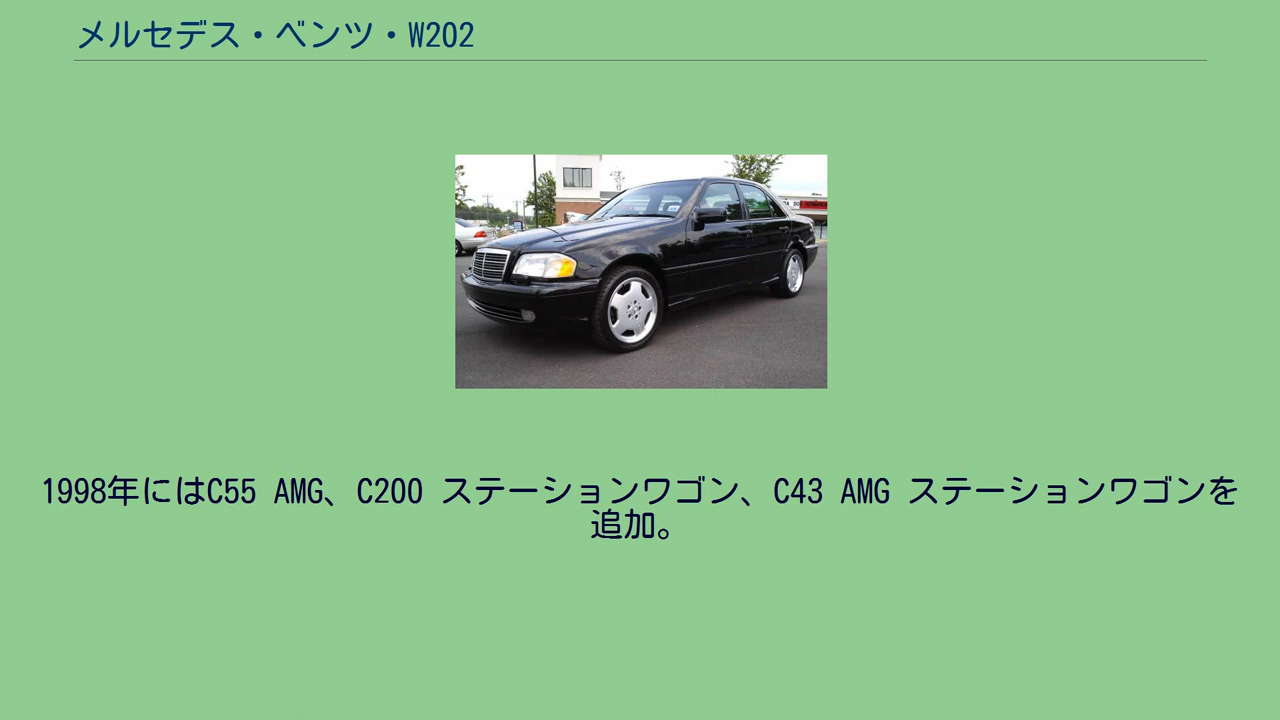 メルセデス・ベンツ・W202
1998年にはC55 AMG、C200 ステーションワゴン、C43 AMG ステーションワゴンを
追加。